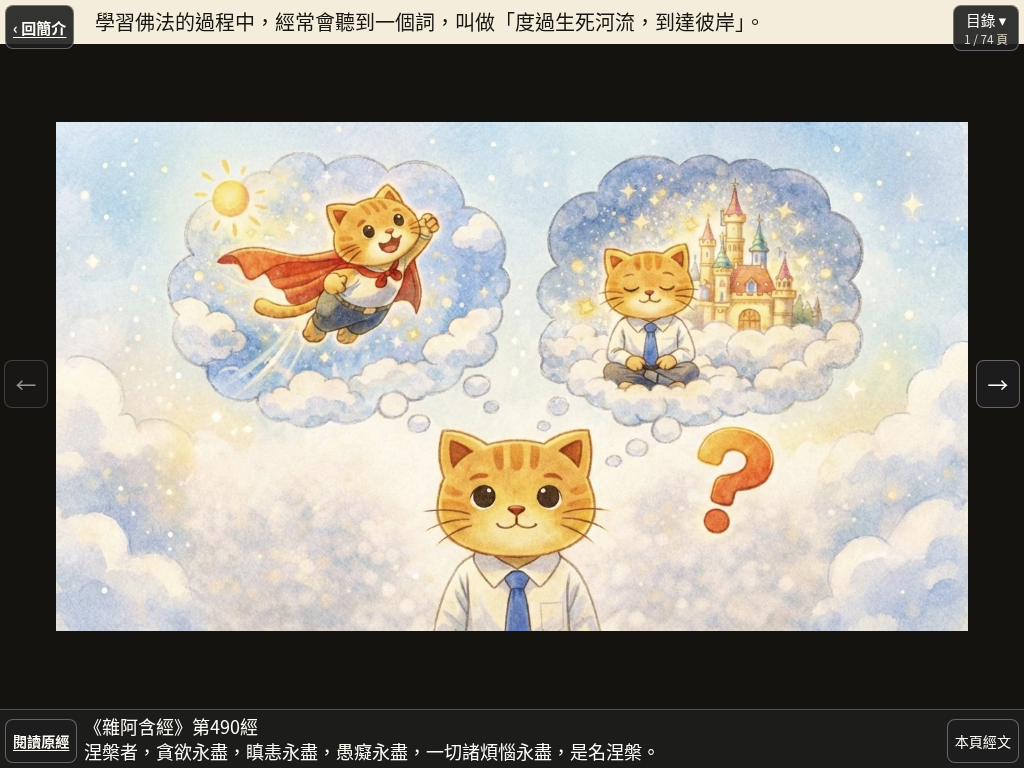 ‹ 回簡介
學習佛法的過程中，經常會聽到一個詞，叫做「度過生死河流，到達彼岸」。
目錄 ▾
1 / 74 頁
←
→
?
閱讀原經
《雜阿含經》第490經
涅槃者，貪欲永盡，瞋恚永盡，愚癡永盡，一切諸煩惱永盡，是名涅槃。
本頁經文